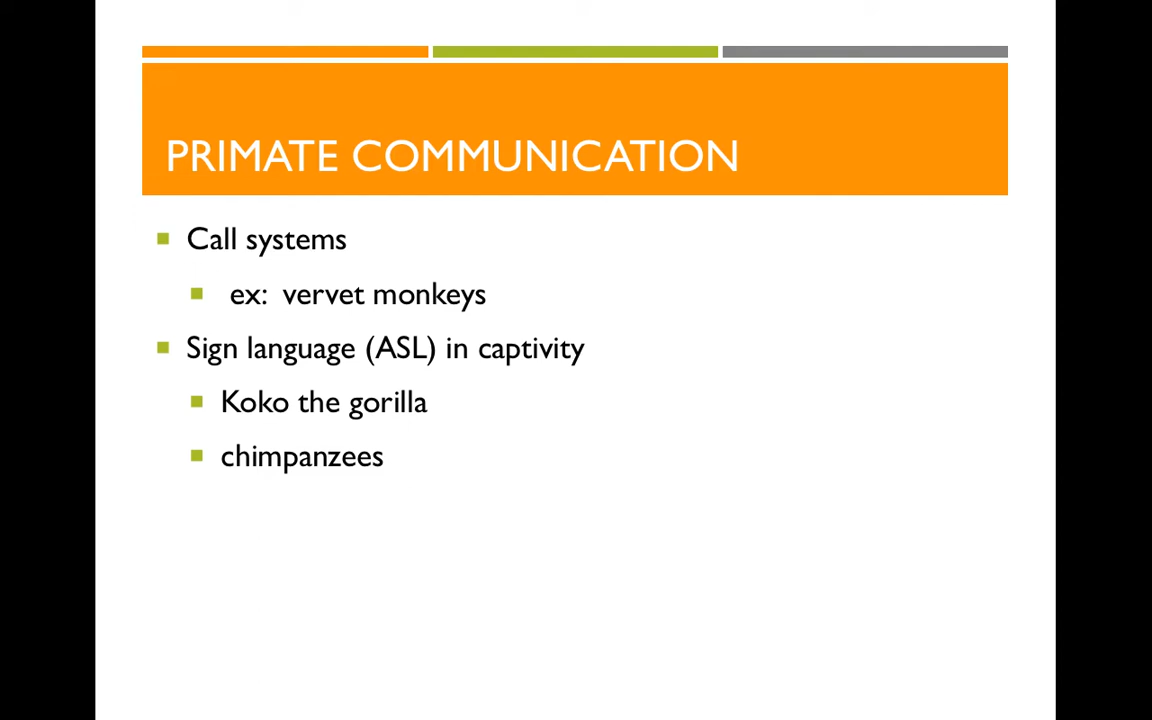 PRIMATE COMMUNICATION
Call systems
ex: vervet monkeys
Sign language (ASL) in captivity
Koko the gorilla
chimpanzees